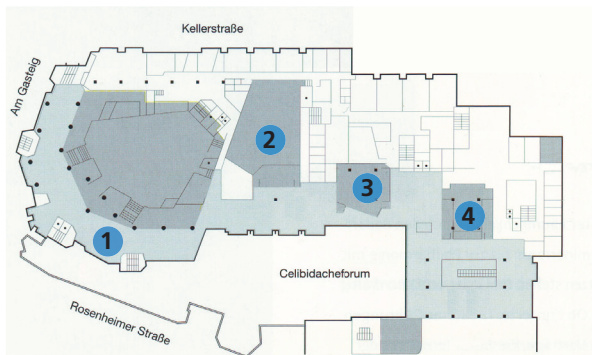 Kellerstraße
Am Gasteig
2
3
4
1
Celibidacheforum
Rosenheimer Straße